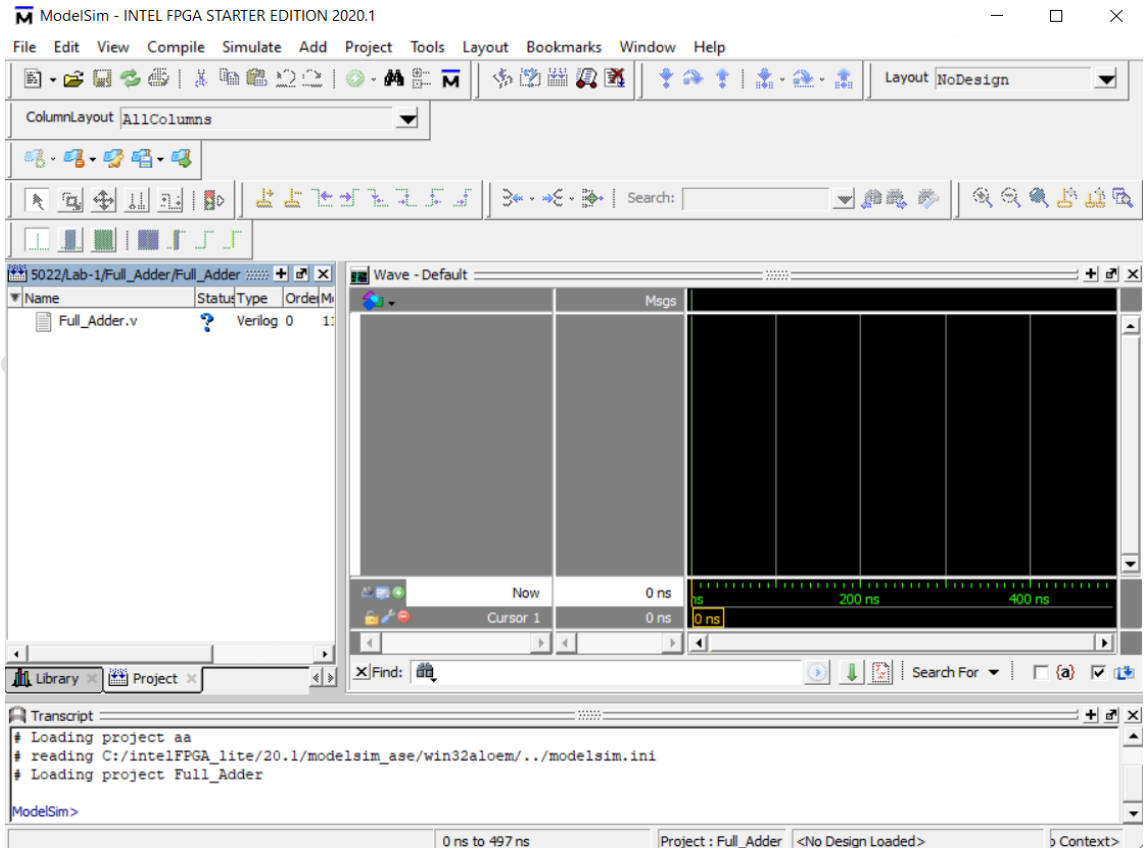 ModelSim - INTEL FPGA STARTER EDITION 2020.1
File Edit View Compile Simulate Add Project Tools Layout Bookmarks Window Help
Layout NoDesign
ColumnLayout AllColumns
Search:
5022/Lab-1/Full_Adder/Full_Adder
Name Status Type Order
Full_Adder.v ? Verilog 0
Wave - Default
Msgs
Now 0 ns
Cursor 1 0 ns
ns 200 ns 400 ns
0 ns
Library Project
Find: Search For {a}
Transcript
# Loading project aa
# reading C:/intelFPGA_lite/20.1/modelsim_ase/win32aloem/../modelsim.ini
# Loading project Full_Adder
ModelSim>
0 ns to 497 ns Project : Full_Adder <No Design Loaded> Context>